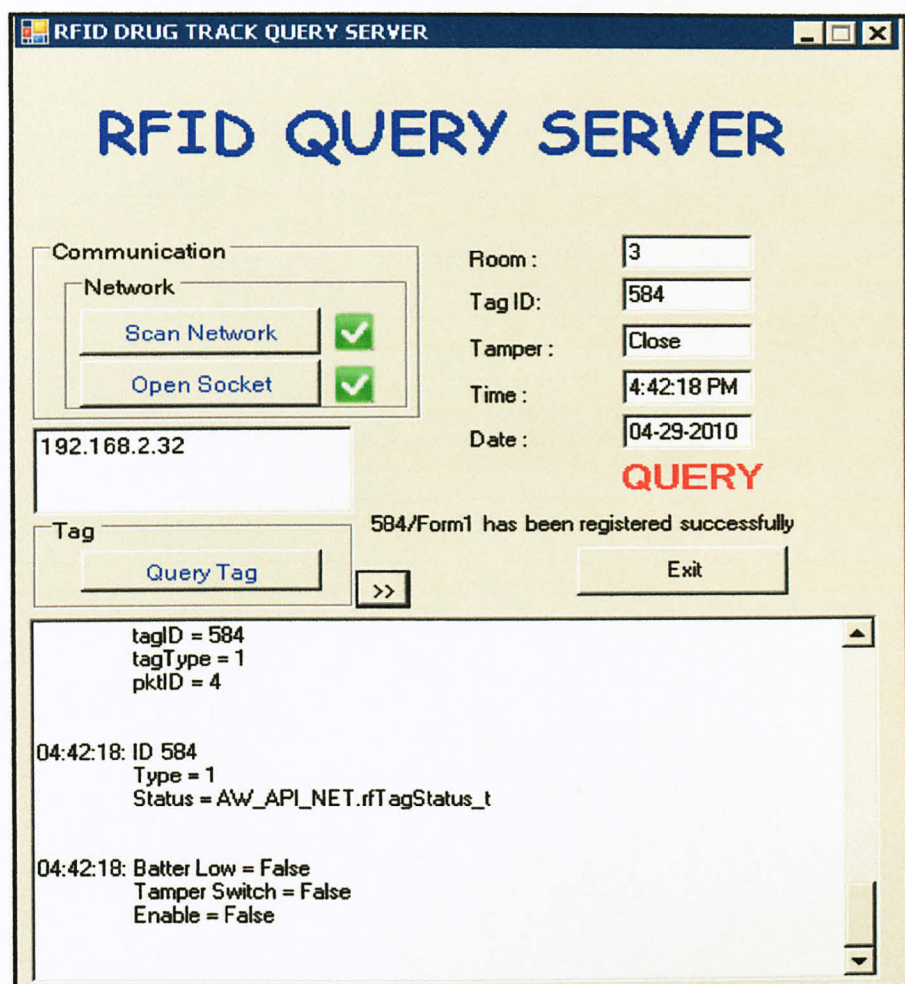 RFID DRUG TRACK QUERY SERVER
RFID QUERY SERVER
Communication
Network
Scan Network
Open Socket
192.168.2.32
Room :
3
Tag ID:
584
Tamper :
Close
Time :
4:42:18 PM
Date :
04-29-2010
QUERY
584/Form1 has been registered successfully
Tag
Query Tag
>>
Exit
tagID = 584
tagType = 1
pktID = 4
04:42:18: ID 584
Type = 1
Status = AW_API_NET.rfTagStatus_t
04:42:18: Batter Low = False
Tamper Switch = False
Enable = False